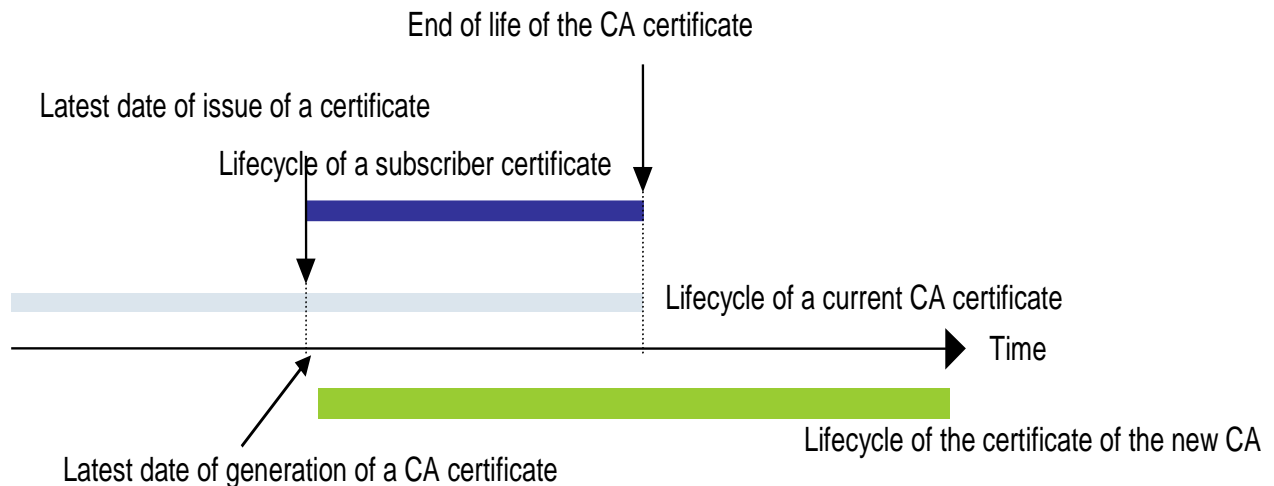 End of life of the CA certificate
Latest date of issue of a certificate
Lifecycle of a subscriber certificate
Lifecycle of a current CA certificate
Time
Lifecycle of the certificate of the new CA
Latest date of generation of a CA certificate